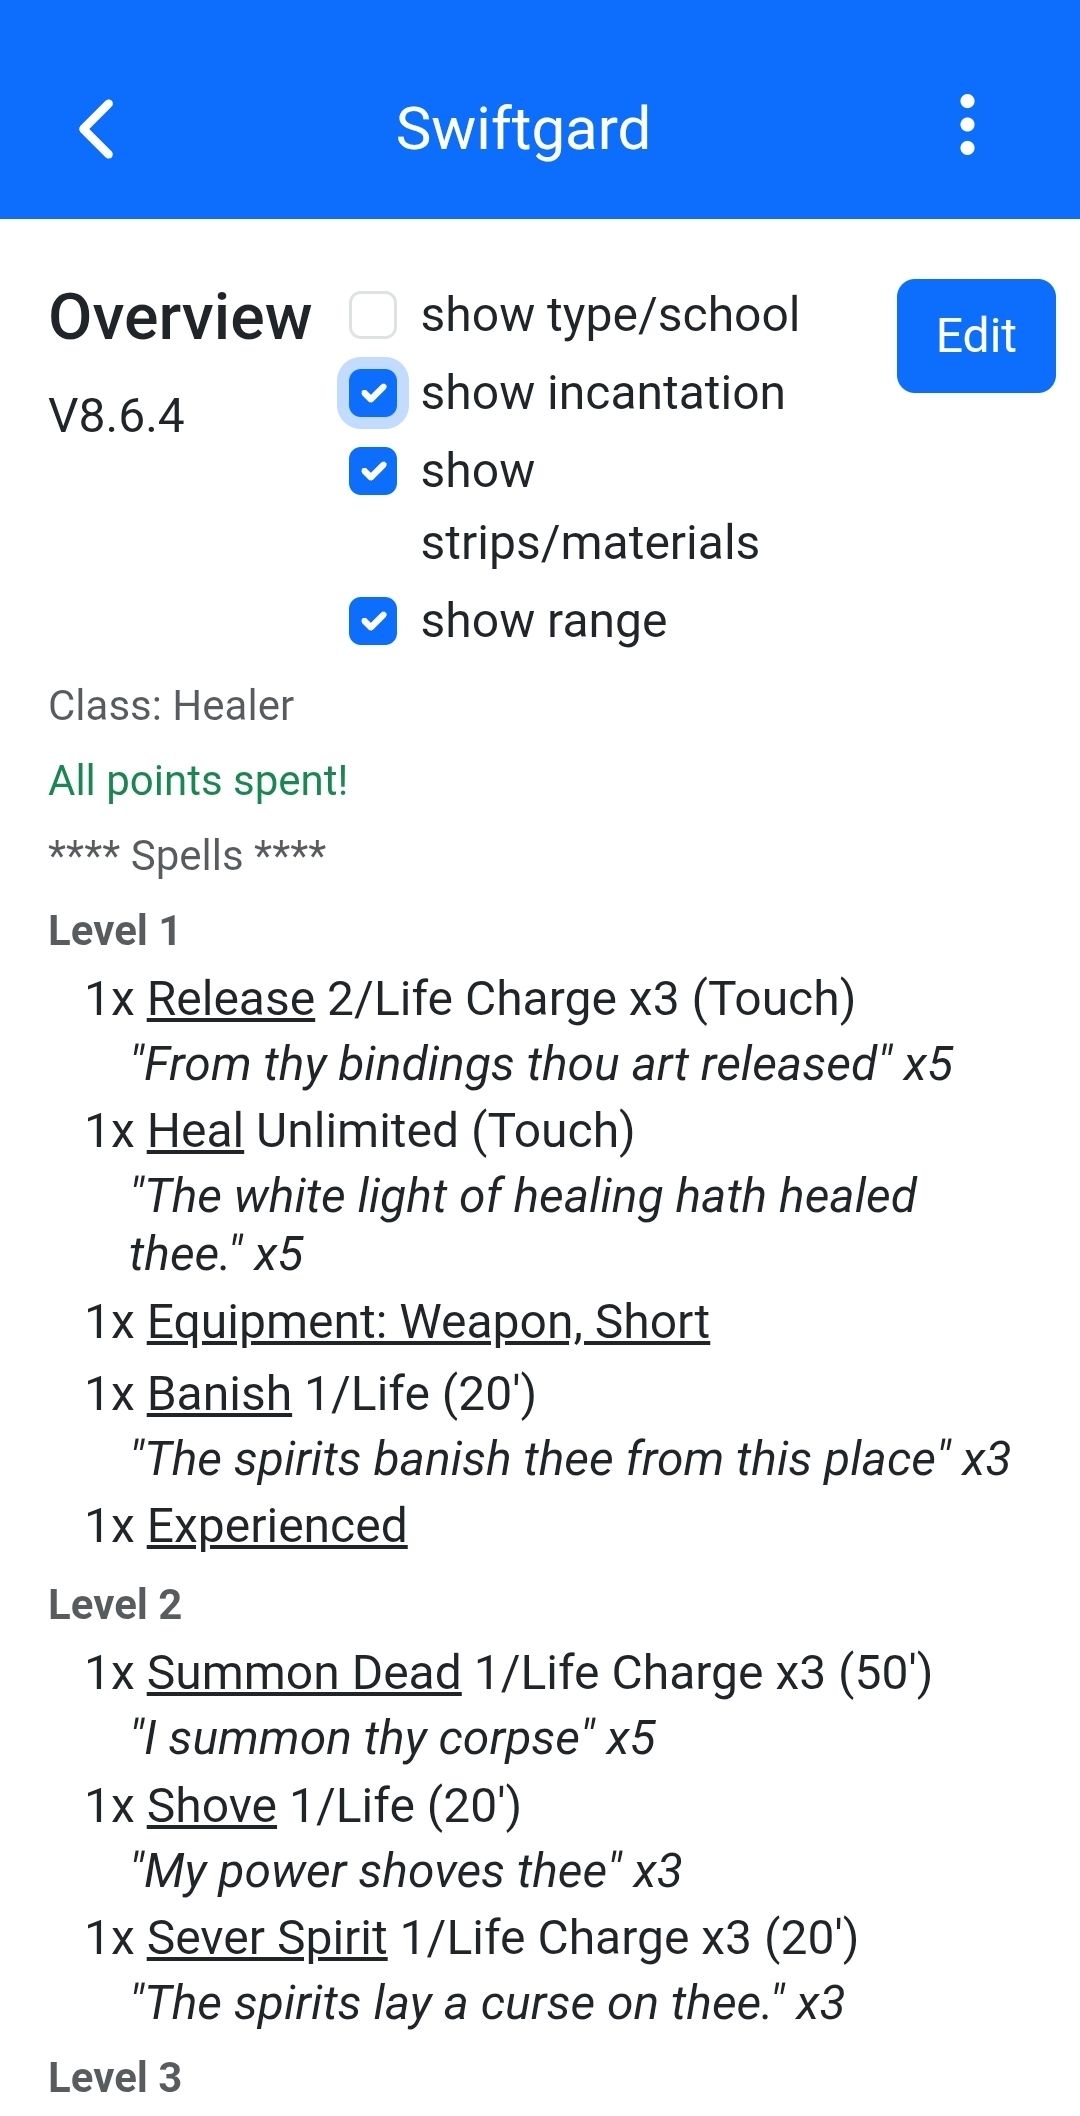 Swiftgard
Overview
V8.6.4
show type/school
show incantation
show
strips/materials
show range
Edit
Class: Healer
All points spent!
**** Spells ****
Level 1
1x Release 2/Life Charge x3 (Touch)
"From thy bindings thou art released" x5
1x Heal Unlimited (Touch)
"The white light of healing hath healed
thee." x5
1x Equipment: Weapon, Short
1x Banish 1/Life (20')
"The spirits banish thee from this place" x3
1x Experienced
Level 2
1x Summon Dead 1/Life Charge x3 (50')
"I summon thy corpse" x5
1x Shove 1/Life (20')
"My power shoves thee" x3
1x Sever Spirit 1/Life Charge x3 (20')
"The spirits lay a curse on thee." x3
Level 3